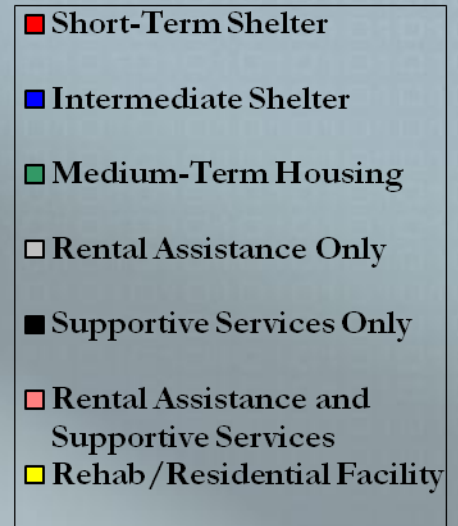 Short-Term Shelter
Intermediate Shelter
Medium-Term Housing
Rental Assistance Only
Supportive Services Only
Rental Assistance and
Supportive Services
Rehab/Residential Facility